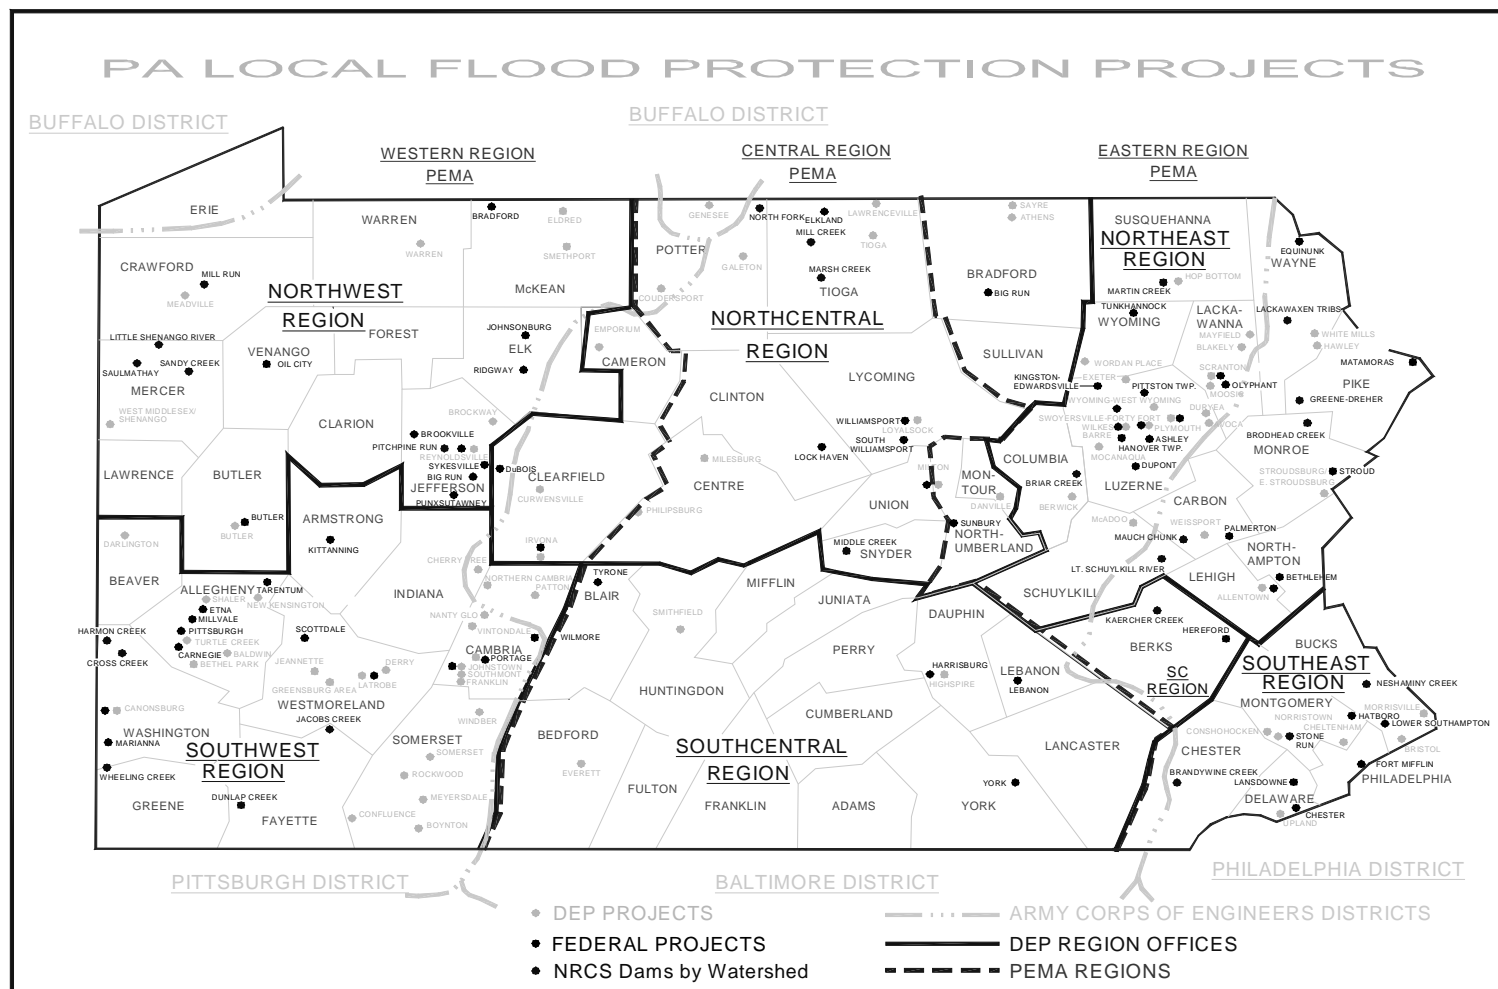 PA LOCAL FLOOD PROTECTION PROJECTS
BUFFALO DISTRICT
BUFFALO DISTRICT
WESTERN REGION
PEMA
CENTRAL REGION
PEMA
EASTERN REGION
PEMA
ERIE
WARREN
BRADFORD
ELDRED
WARREN
SMETHPORT
McKEAN
CRAWFORD
MILL RUN
MEADVILLE
NORTHWEST
REGION
FOREST
LITTLE SHENANGO RIVER
SAULMATHAY
SANDY CREEK
MERCER
VENANGO
OIL CITY
JOHNSONBURG
ELK
RIDGWAY
WEST MIDDLESEX/
SHENANGO
CLARION
BROCKWAY
BROOKVILLE
PITCHPINE RUN
REYNOLDSVILLE
SYKESVILLE
BIG RUN
JEFFERSON
PUNXSUTAWNEY
DuBOIS
LAWRENCE
BUTLER
BUTLER
BUTLER
GENESEE
NORTH FORK
ELKLAND
LAWRENCEVILLE
MILL CREEK
TIOGA
POTTER
GALETON
MARSH CREEK
TIOGA
COUDERSPORT
EMPORIUM
CAMERON
NORTHCENTRAL
REGION
LYCOMING
CLINTON
SAYRE
ATHENS
BRADFORD
BIG RUN
SULLIVAN
WILLIAMSPORT
LOYALSOCK
SOUTH
WILLIAMSPORT
LOCK HAVEN
MILESBURG
CENTRE
CLEARFIELD
CURWENSVILLE
PHILIPSBURG
IRVONA
UNION
MILTON
MON-
TOUR
DANVILLE
COLUMBIA
BRIAR CREEK
BERWICK
SUNBURY
NORTH-
UMBERLAND
MIDDLE CREEK
SNYDER
SUSQUEHANNA
NORTHEAST
REGION
HOP BOTTOM
MARTIN CREEK
TUNKHANNOCK
WYOMING
LACKA-
WANNA
MAYFIELD
BLAKELY
EQUINUNK
WAYNE
LACKAWAXEN TRIBS
WHITE MILLS
HAWLEY
MATAMORAS
PIKE
GREENE-DREHER
WORDAN PLACE
KINGSTON-
EDWARDSVILLE
EXETER
SCRANTON
OLYPHANT
MOOSIC
PITTSTON TWP.
WYOMING-WEST WYOMING
DURYEA
SWOYERSVILLE-FORTY FORT
AVOCA
WILKES
BARRE
PLYMOUTH
ASHLEY
HANOVER TWP.
MOCANAQUA
DUPONT
LUZERNE
BRODHEAD CREEK
MONROE
STROUDSBURG/
E. STROUDSBURG
STROUD
CARBON
McADOO
WEISSPORT
PALMERTON
MAUCH CHUNK
NORTH-
AMPTON
LT. SCHUYLKILL RIVER
LEHIGH
BETHLEHEM
ALLENTOWN
SCHUYLKILL
KAERCHER CREEK
HEREFORD
BERKS
SC
REGION
DARLINGTON
BEAVER
ARMSTRONG
KITTANNING
ALLEGHENY
TARENTUM
SHALER
NEW KENSINGTON
ETNA
MILLVALE
PITTSBURGH
TURTLE CREEK
CARNEGIE
BALDWIN
BETHEL PARK
HARMON CREEK
CROSS CREEK
SCOTTDALE
INDIANA
CHERRY TREE
NORTHERN CAMBRIA
PATTON
NANTY GLO
VINTONDALE
WILMORE
CAMBRIA
PORTAGE
JOHNSTOWN
SOUTHMONT
FRANKLIN
JEANNETTE
DERRY
LATROBE
GREENSBURG AREA
WESTMORELAND
JACOBS CREEK
CANONSBURG
WASHINGTON
MARIANNA
SOUTHWEST
REGION
WHEELING CREEK
GREENE
DUNLAP CREEK
FAYETTE
WINDBER
SOMERSET
SOMERSET
ROCKWOOD
MEYERSDALE
CONFLUENCE
BOYNTON
TYRONE
BLAIR
SMITHFIELD
MIFFLIN
JUNIATA
PERRY
HUNTINGDON
BEDFORD
EVERETT
FULTON
FRANKLIN
SOUTHCENTRAL
REGION
CUMBERLAND
ADAMS
DAUPHIN
HARRISBURG
HIGHSPIRE
LEBANON
LEBANON
LANCASTER
YORK
YORK
BUCKS
SOUTHEAST
REGION
MONTGOMERY
NESHAMINY CREEK
NORRISTOWN
HATBORO
MORRISVILLE
LOWER SOUTHAMPTON
CONSHOHOCKEN
STONE
RUN
CHELTENHAM
BRISTOL
CHESTER
BRANDYWINE CREEK
LANSDOWNE
FORT MIFFLIN
PHILADELPHIA
DELAWARE
CHESTER
UPLAND
PITTSBURGH DISTRICT
BALTIMORE DISTRICT
PHILADELPHIA DISTRICT
DEP PROJECTS
FEDERAL PROJECTS
NRCS Dams by Watershed
ARMY CORPS OF ENGINEERS DISTRICTS
DEP REGION OFFICES
PEMA REGIONS